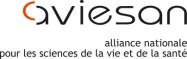 aviesan
alliance nationale
pour les sciences de la vie et de la santé